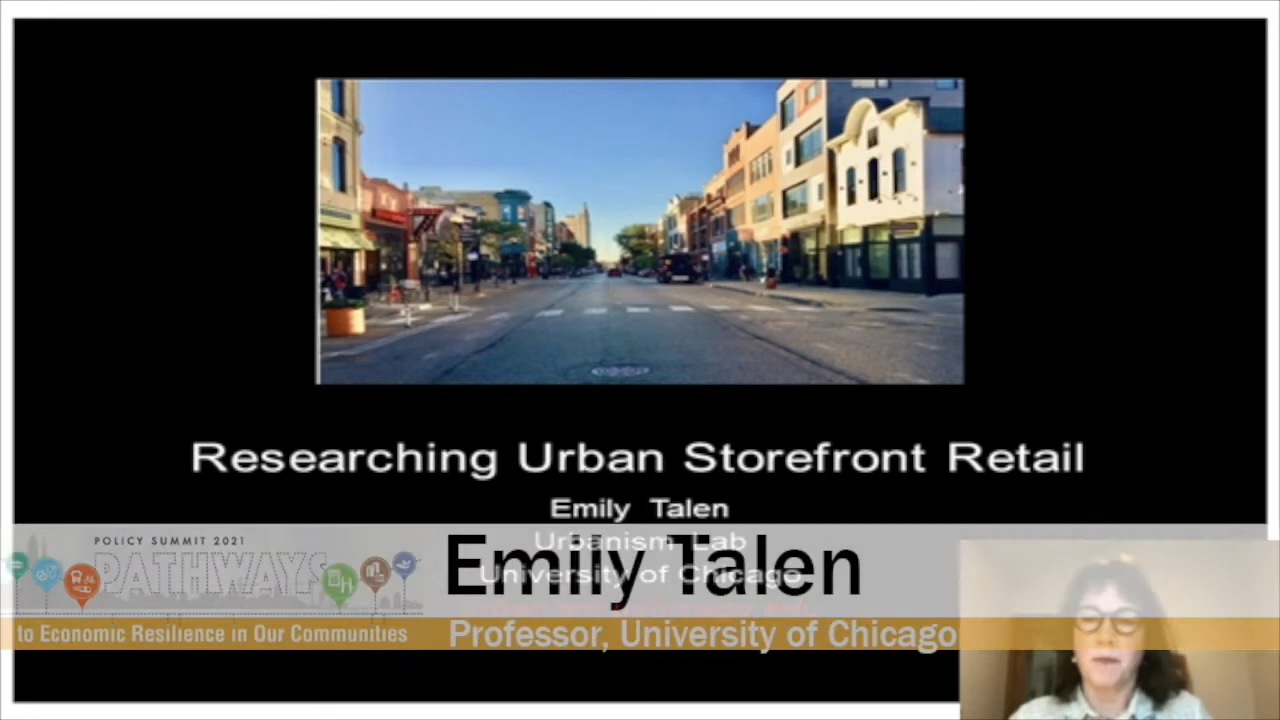 Researching Urban Storefront Retail
Emily Talen
Urbanism Lab
University of Chicago
POLICY SUMMIT 2021
PATHWAYS
to Economic Resilience in Our Communities
Emily Talen
Professor, University of Chicago